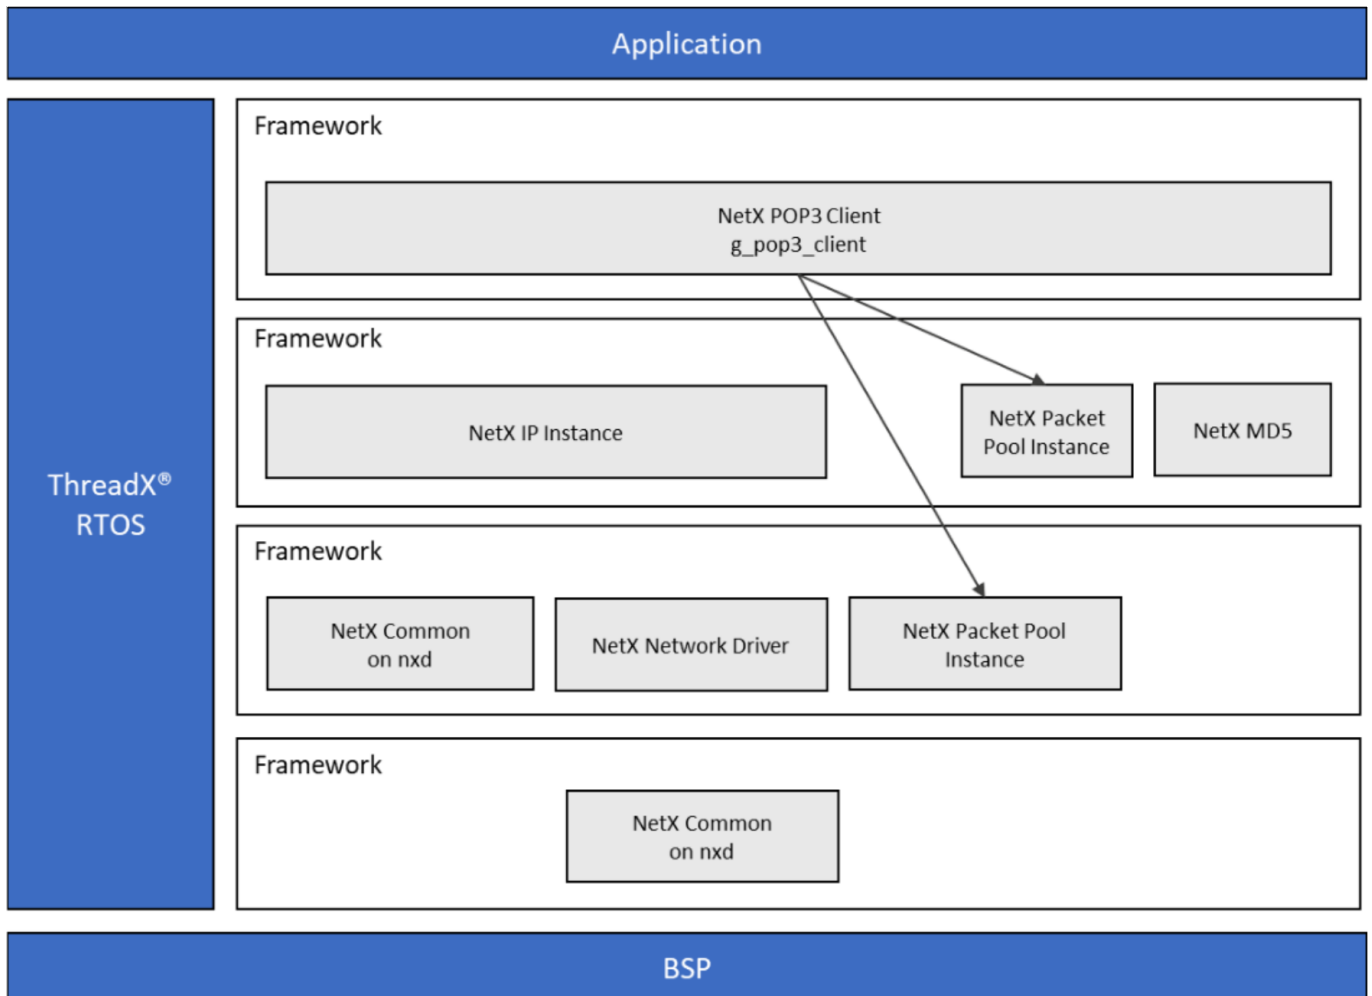 Application
ThreadX®
RTOS
Framework
NetX POP3 Client
g_pop3_client
Framework
NetX IP Instance
NetX Packet
Pool Instance
NetX MD5
Framework
NetX Common
on nxd
NetX Network Driver
NetX Packet Pool
Instance
Framework
NetX Common
on nxd
BSP